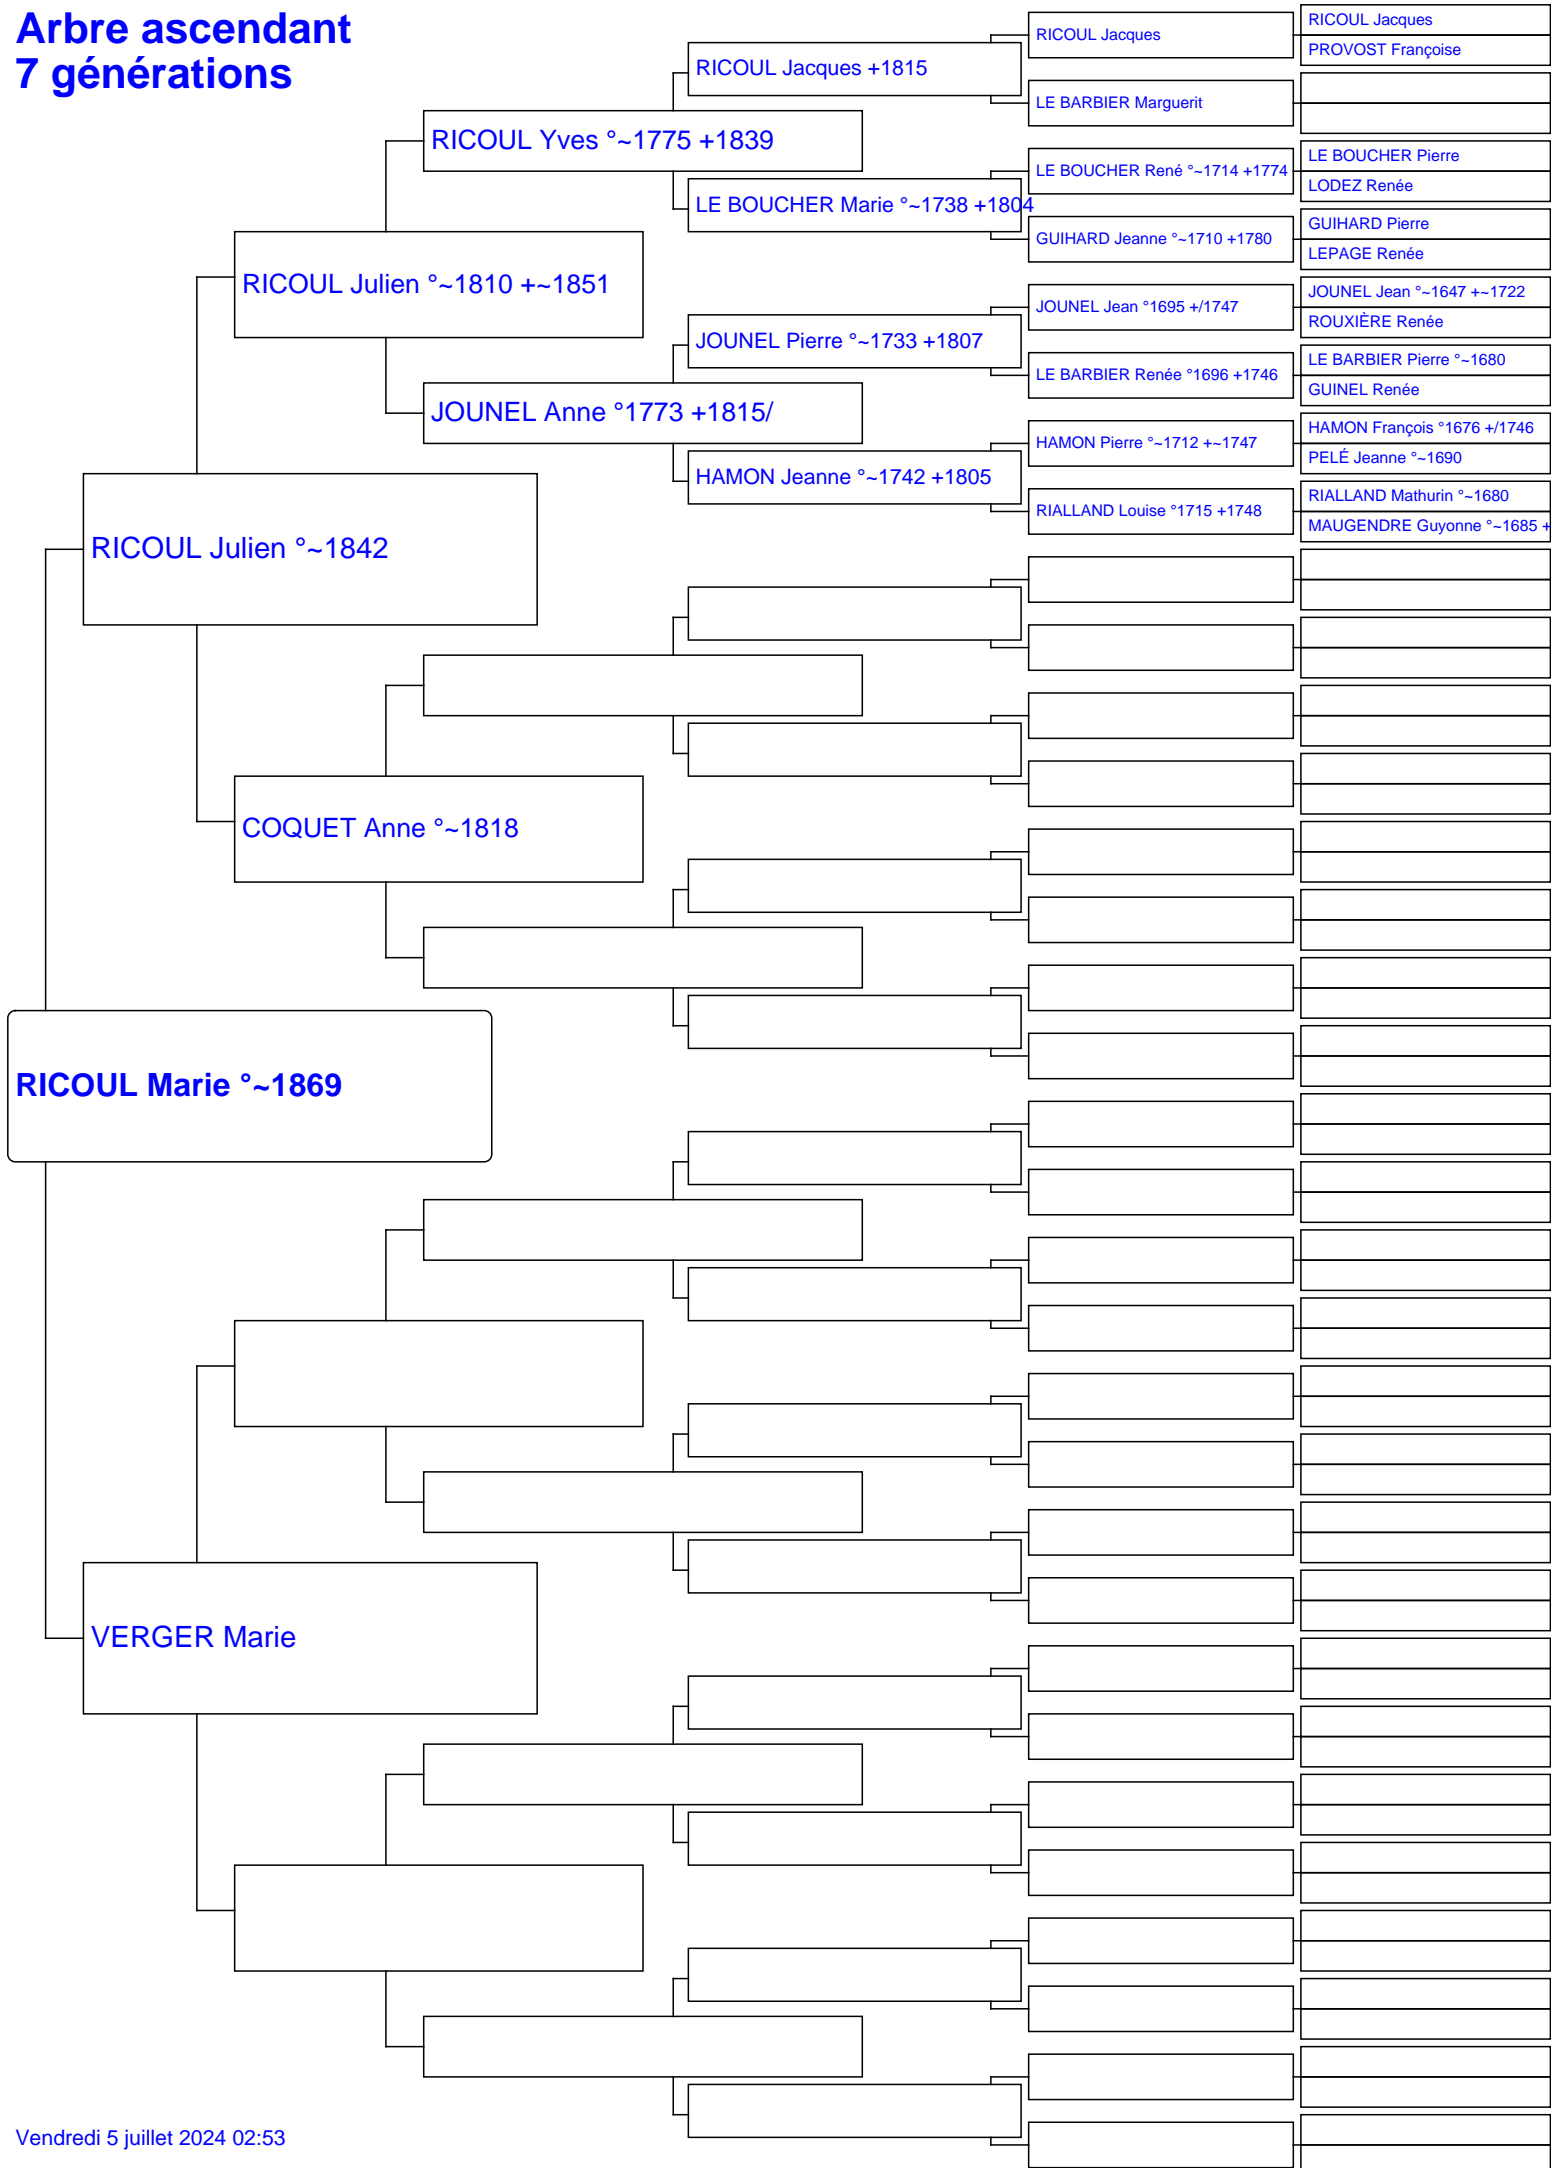 Arbre ascendant
7 générations
RICOUL Jacques
PROVOST Françoise
RICOUL Jacques
RICOUL Jacques +1815
LE BARBIER Marguerit
RICOUL Yves °~1775 +1839
LE BOUCHER Pierre
LE BOUCHER René °~1714 +1774
LODEZ Renée
LE BOUCHER Marie °~1738 +1804
GUIHARD Pierre
GUIHARD Jeanne °~1710 +1780
LEPAGE Renée
RICOUL Julien °~1810 +~1851
JOUNEL Jean °~1647 +~1722
JOUNEL Jean °1695 +/1747
ROUXIÈRE Renée
JOUNEL Pierre °~1733 +1807
LE BARBIER Pierre °~1680
LE BARBIER Renée °1696 +1746
GUINEL Renée
JOUNEL Anne °1773 +1815/
HAMON François °1676 +/1746
HAMON Pierre °~1712 +~1747
PELÉ Jeanne °~1690
HAMON Jeanne °~1742 +1805
RIALLAND Mathurin °~1680
RIALLAND Louise °1715 +1748
MAUGENDRE Guyonne °~1685 +
RICOUL Julien °~1842
COQUET Anne °~1818
RICOUL Marie °~1869
VERGER Marie
Vendredi 5 juillet 2024 02:53